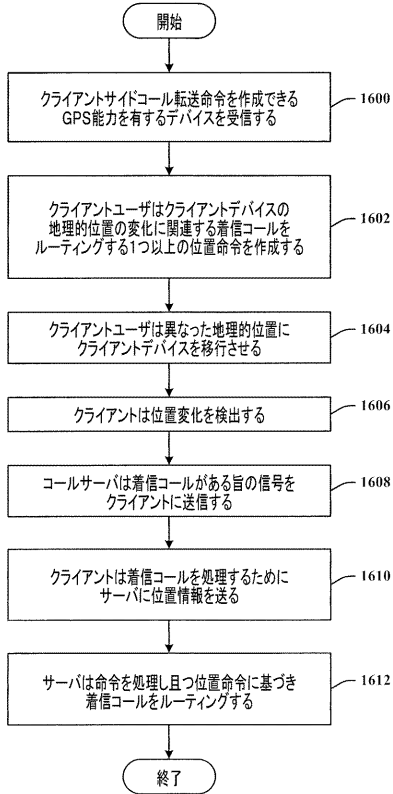 開始
クライアントサイドコール転送命令を作成できる
GPS能力を有するデバイスを受信する
1600
クライアントユーザはクライアントデバイスの
地理的位置の変化に関連する着信コールを
ルーティングする1つ以上の位置命令を作成する
1602
クライアントユーザは異なった地理的位置に
クライアントデバイスを移行させる
1604
クライアントは位置変化を検出する
1606
コールサーバは着信コールがある旨の信号を
クライアントに送信する
1608
クライアントは着信コールを処理するために
サーバに位置情報を送る
1610
サーバは命令を処理し且つ位置命令に基づき
着信コールをルーティングする
1612
終了